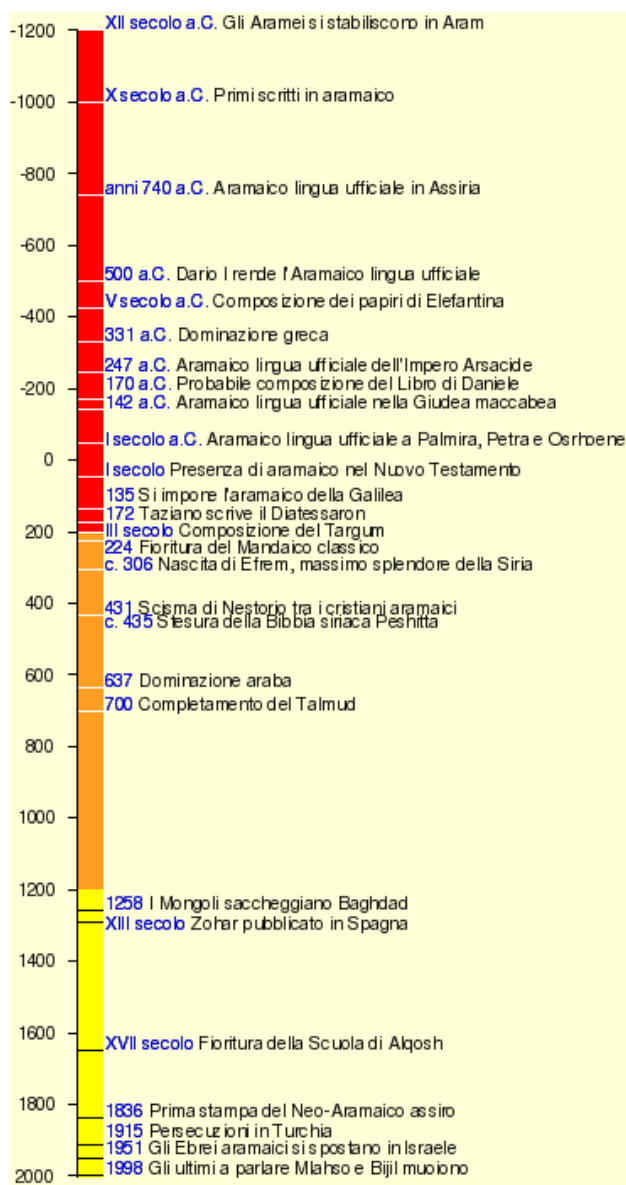 -1200
XII secolo a.C. Gli Aramei si stabiliscono in Aram
-1000
X secolo a.C. Primi scritti in aramaico
-800
anni 740 a.C. Aramaico lingua ufficiale in Assiria
-600
500 a.C. Dario I rende l'Aramaico lingua ufficiale
V secolo a.C. Composizione dei papiri di Elefantina
-400
331 a.C. Dominazione greca
247 a.C. Aramaico lingua ufficiale dell'Impero Arsacide
170 a.C. Probabile composizione del Libro di Daniele
-200
142 a.C. Aramaico lingua ufficiale nella Giudea maccabea
I secolo a.C. Aramaico lingua ufficiale a Palmira, Petra e Osrhoene
0
I secolo Presenza di aramaico nel Nuovo Testamento
135 Si impone l'aramaico della Galilea
172 Taziano scrive il Diatessaron
200
III secolo Composizione del Targum
224 Fioritura del Mandaico classico
c. 306 Nascita di Efrem, massimo splendore della Siria
400
431 Scisma di Nestorio tra i cristiani aramaici
c. 435 Stesura della Bibbia siriaca Peshitta
600
637 Dominazione araba
700 Completamento del Talmud
800
1000
1200
1258 I Mongoli saccheggiano Baghdad
XIII secolo Zohar pubblicato in Spagna
1400
1600
XVII secolo Fioritura della Scuola di Alqosh
1800
1836 Prima stampa del Neo-Aramaico assiro
1915 Persecuzioni in Turchia
1951 Gli Ebrei aramaici si spostano in Israele
1998 Gli ultimi a parlare Mlahso e Bijil muoiono
2000